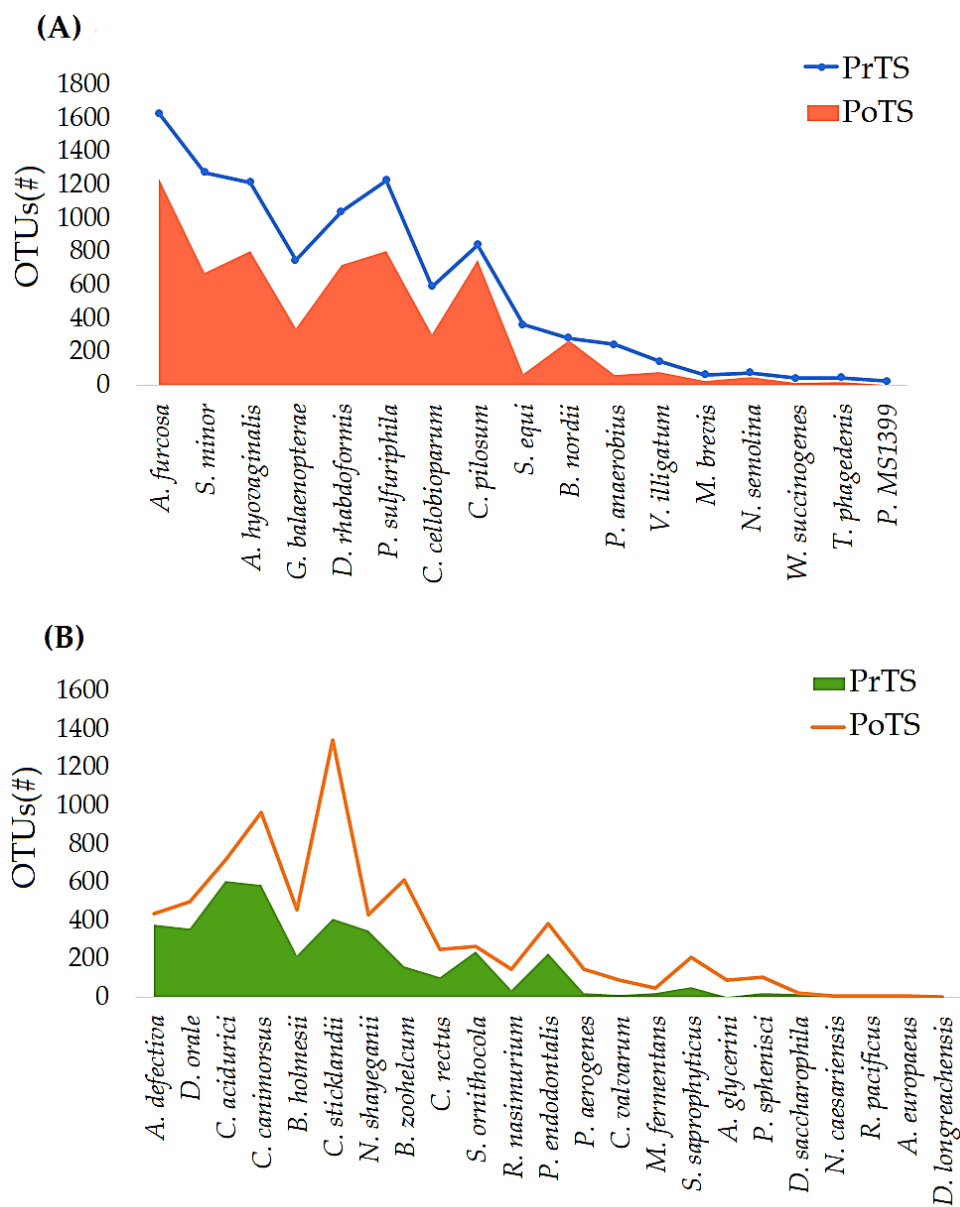 (A)
PrTS
PoTS
OTUs(#)
1800
1600
1400
1200
1000
800
600
400
200
0
A. furcosa
S. minor
A. hyovaginalis
G. balaenopterae
D. rhabdoformis
P. sulfuriphila
C. cellobioparum
C. pilosum
S. equi
B. nordii
P. anaerobius
V. illigatum
M. brevis
N. semolina
W. succinogenes
T. phagedenis
P. MS1399
(B)
PrTS
PoTS
OTUs(#)
1600
1400
1200
1000
800
600
400
200
0
A. defectiva
D. orale
C. acidurici
C. canimorsus
B. holmesii
C. sticklandii
N. shayeganii
B. zoohelcum
C. rectus
S. ornithocola
R. nasimurium
P. endodontalis
P. aerogenes
C. valvarum
M. fermentans
S. saprophyticus
A. glycerini
P. sphenisci
D. saccharophila
N. caesariensis
R. pacificus
A. europaeus
D. longreachensis